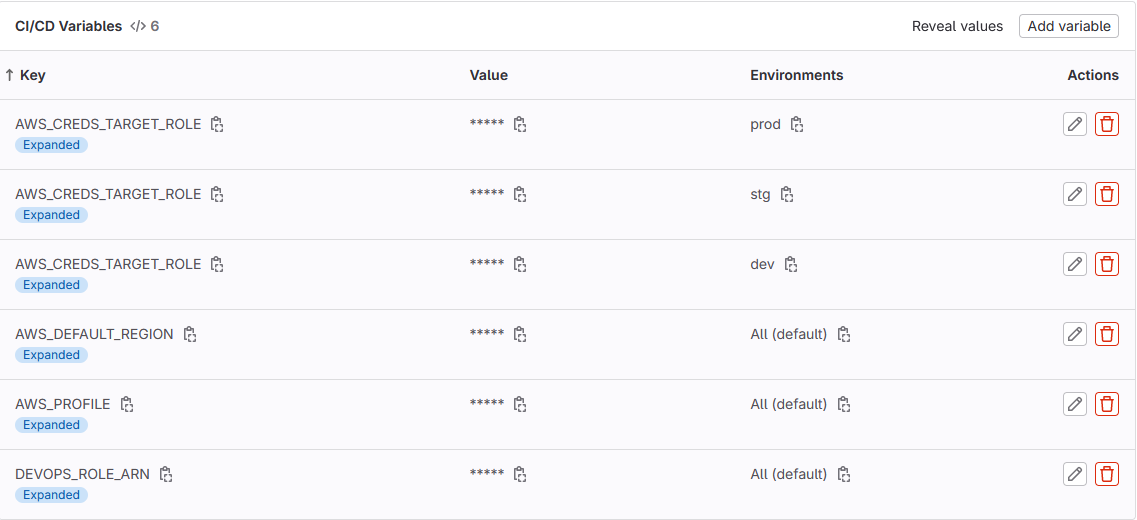 CI/CD Variables </> 6 Reveal values Add variable
↑ Key Value Environments Actions
AWS_CREDS_TARGET_ROLE ***** prod
Expanded
AWS_CREDS_TARGET_ROLE ***** stg
Expanded
AWS_CREDS_TARGET_ROLE ***** dev
Expanded
AWS_DEFAULT_REGION ***** All (default)
Expanded
AWS_PROFILE ***** All (default)
Expanded
DEVOPS_ROLE_ARN ***** All (default)
Expanded